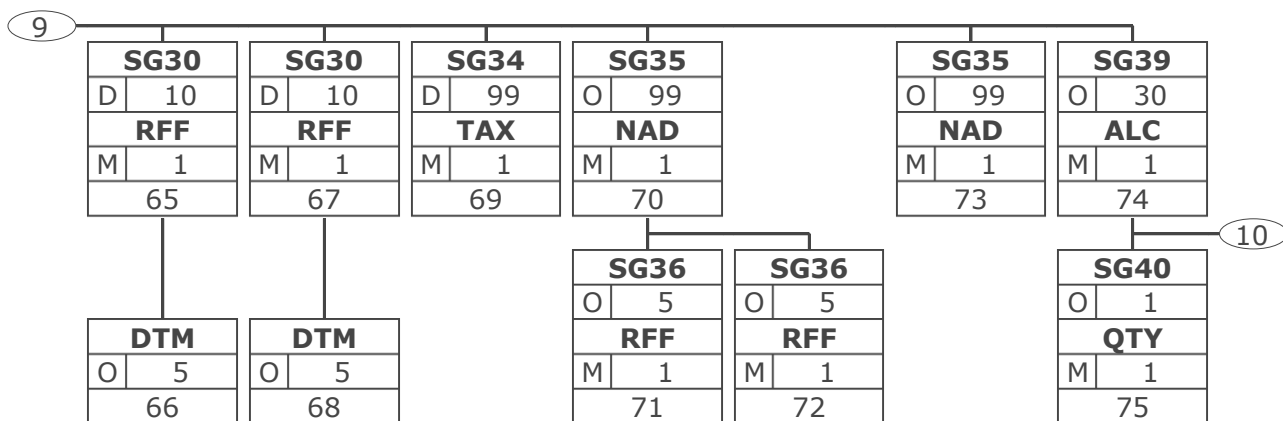 9
SG30 SG30 SG34 SG35 SG35 SG39
D 10 D 10 D 99 O 99 O 99 O 30
RFF RFF TAX NAD NAD ALC
M 1 M 1 M 1 M 1 M 1 M 1
65 67 69 70 73 74
10
SG36 SG36 SG40
O 5 O 5 O 1
DTM DTM RFF RFF QTY
O 5 O 5 M 1 M 1 M 1
66 68 71 72 75